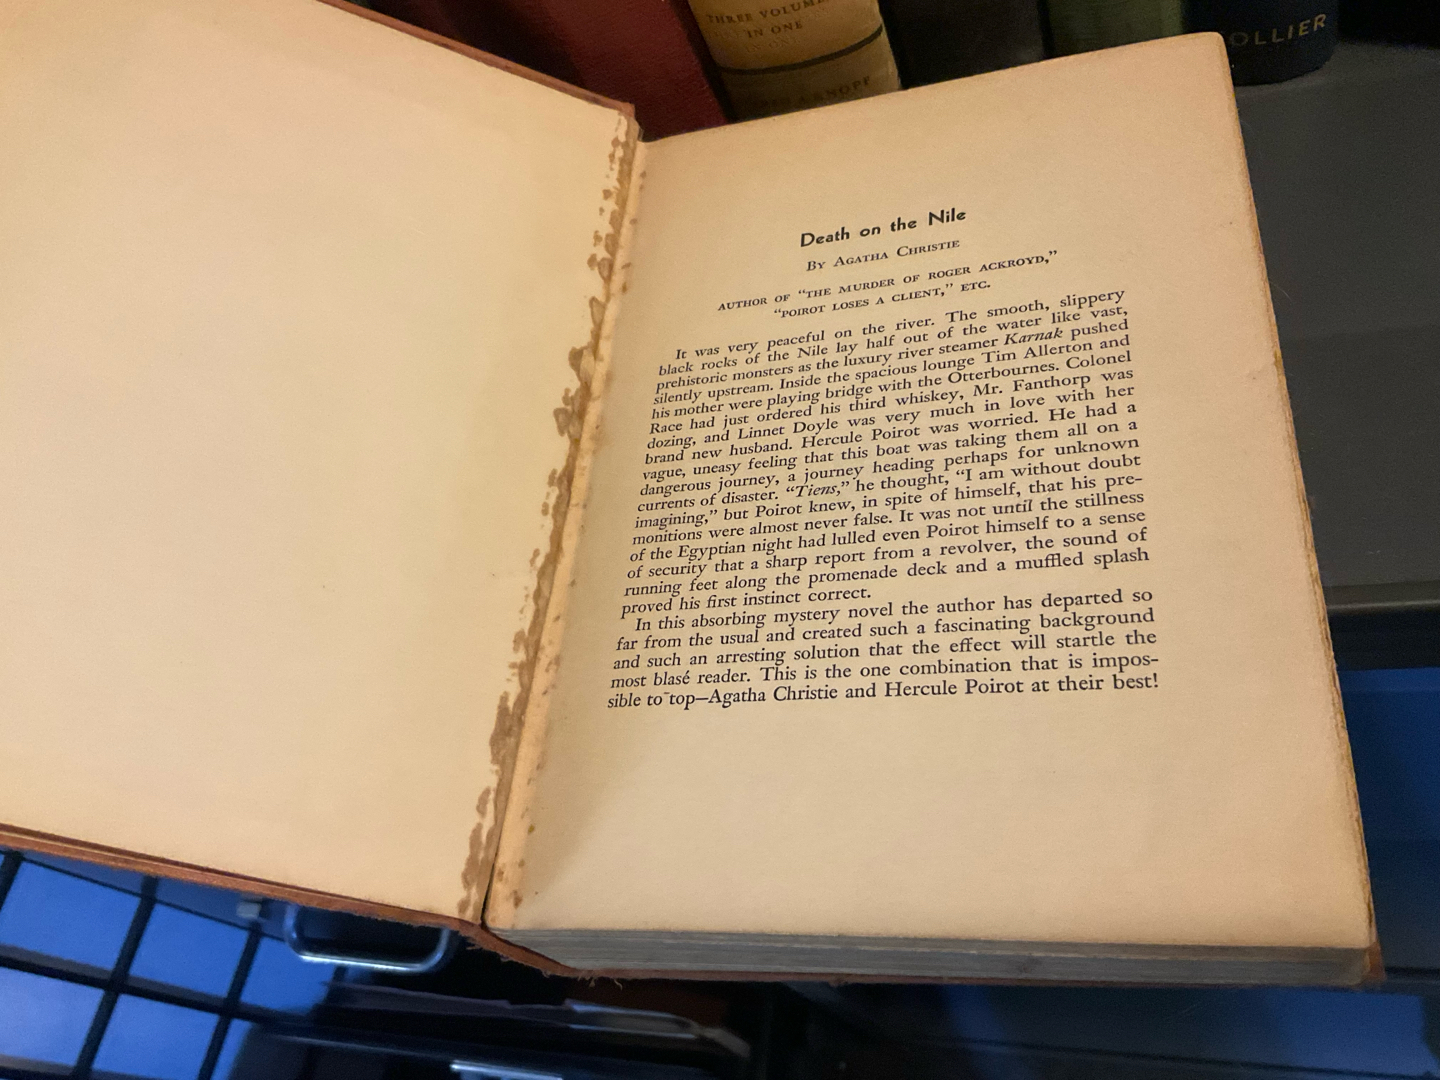 THREE VOLUMES
IN ONE
KNOPF
OLLIER
Death on the Nile
BY AGATHA CHRISTIE
AUTHOR OF "THE MURDER OF ROGER ACKROYD,"
"POIROT LOSES A CLIENT," ETC.
It was very peaceful on the river. The smooth, slippery
black rocks of the Nile lay half out of the water like vast,
prehistoric monsters as the luxury river steamer Karnak pushed
silently upstream. Inside the spacious lounge Tim Allerton and
his mother were playing bridge with the Otterbournes. Colonel
Race had just ordered his third whiskey, Mr. Fanthorp was
dozing, and Linnet Doyle was very much in love with her
brand new husband. Hercule Poirot was worried. He had a
vague, uneasy feeling that this boat was taking them all on a
dangerous journey, a journey heading perhaps for unknown
currents of disaster. "Tiens," he thought, "I am without doubt
imagining," but Poirot knew, in spite of himself, that his pre-
monitions were almost never false. It was not until the stillness
of the Egyptian night had lulled even Poirot himself to a sense
of security that a sharp report from a revolver, the sound of
running feet along the promenade deck and a muffled splash
proved his first instinct correct.
In this absorbing mystery novel the author has departed so
far from the usual and created such a fascinating background
and such an arresting solution that the effect will startle the
most blasé reader. This is the one combination that is impos-
sible to top—Agatha Christie and Hercule Poirot at their best!